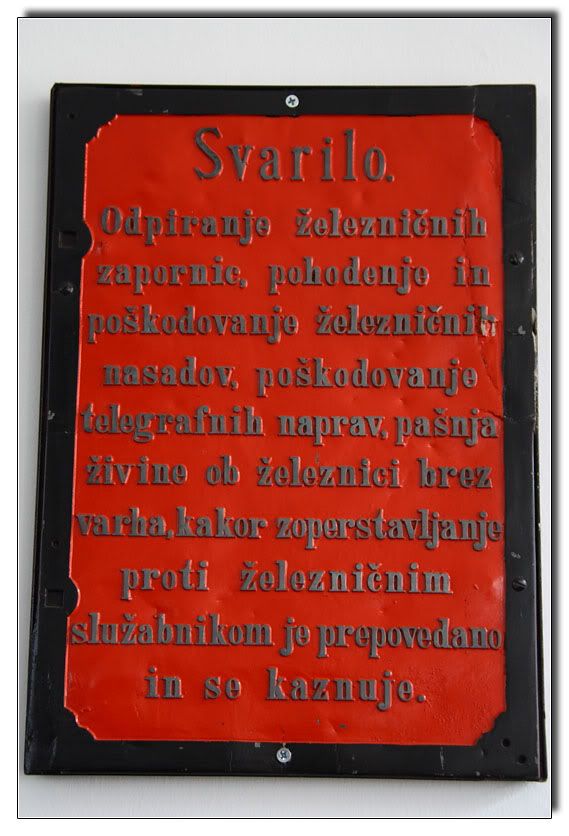 Svarilo.
Odpiranje železničnih
zapornic, pohodenje in
poškodovanje železničnih
nasadov, poškodovanje
telegrafnih naprav, pašnja
živine ob železnici brez
varha, kakor zoperstavljanje
proti železničnim
služabnikom je prepovedano
in se kaznuje.